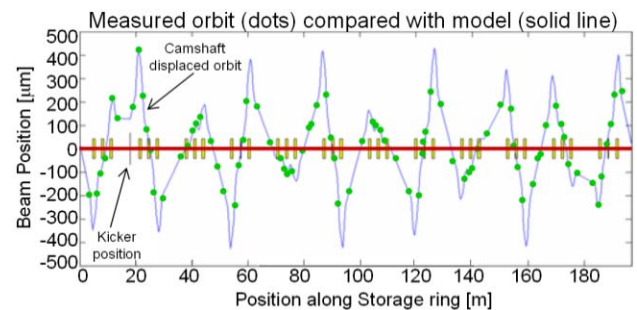 Measured orbit (dots) compared with model (solid line)
500
400
300
200
100
0
-100
-200
-300
-400
-500
Beam Position [µm]
Camshaft
displaced orbit
Kicker
position
0 20 40 60 80 100 120 140 160 180
Position along Storage ring [m]